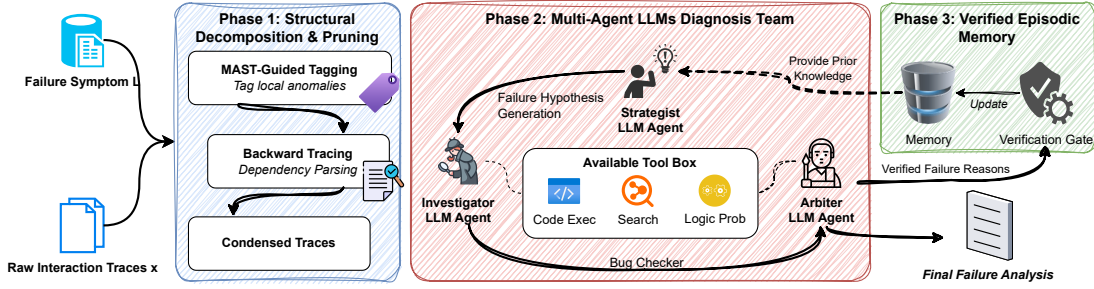 Failure Symptom L
Raw Interaction Traces x
Phase 1: Structural
Decomposition & Pruning
MAST-Guided Tagging
Tag local anomalies
Backward Tracing
Dependency Parsing
Condensed Traces
Phase 2: Multi-Agent LLMs Diagnosis Team
Failure Hypothesis
Generation
Strategist
LLM Agent
Provide Prior
Knowledge
Investigator
LLM Agent
Available Tool Box
Code Exec
Search
Logic Prob
Arbiter
LLM Agent
Bug Checker
Phase 3: Verified Episodic
Memory
Update
Memory
Verification Gate
Verified Failure Reasons
Final Failure Analysis